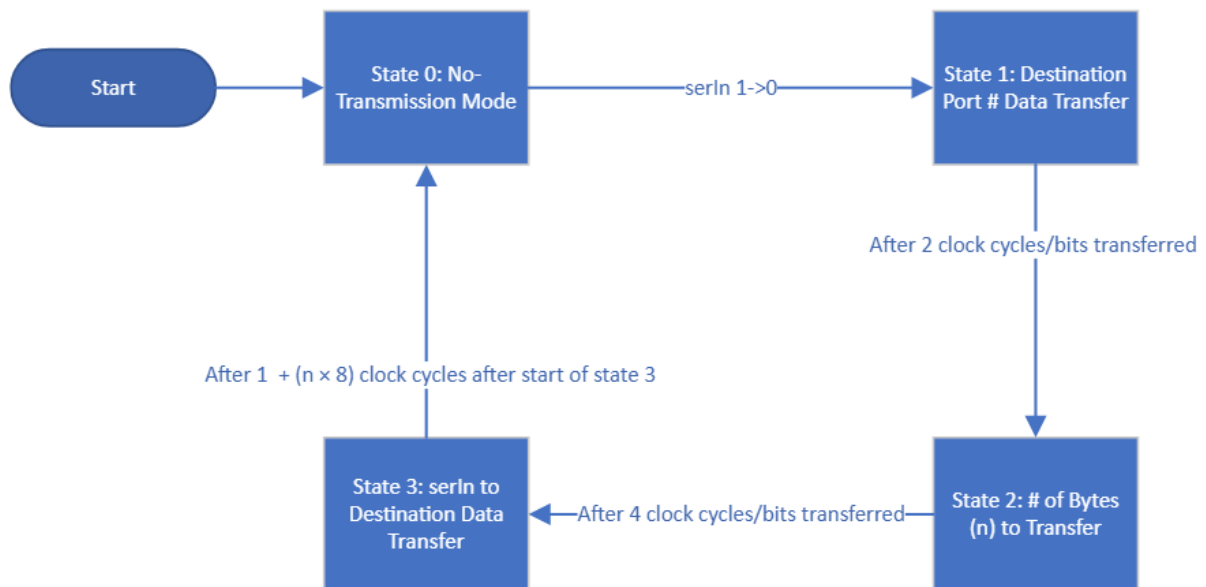 Start
State 0: No-
Transmission Mode
serIn 1->0
State 1: Destination
Port # Data Transfer
After 2 clock cycles/bits transferred
After 1  + (n × 8) clock cycles after start of state 3
State 3: serIn to
Destination Data
Transfer
After 4 clock cycles/bits transferred
State 2: # of Bytes
(n) to Transfer